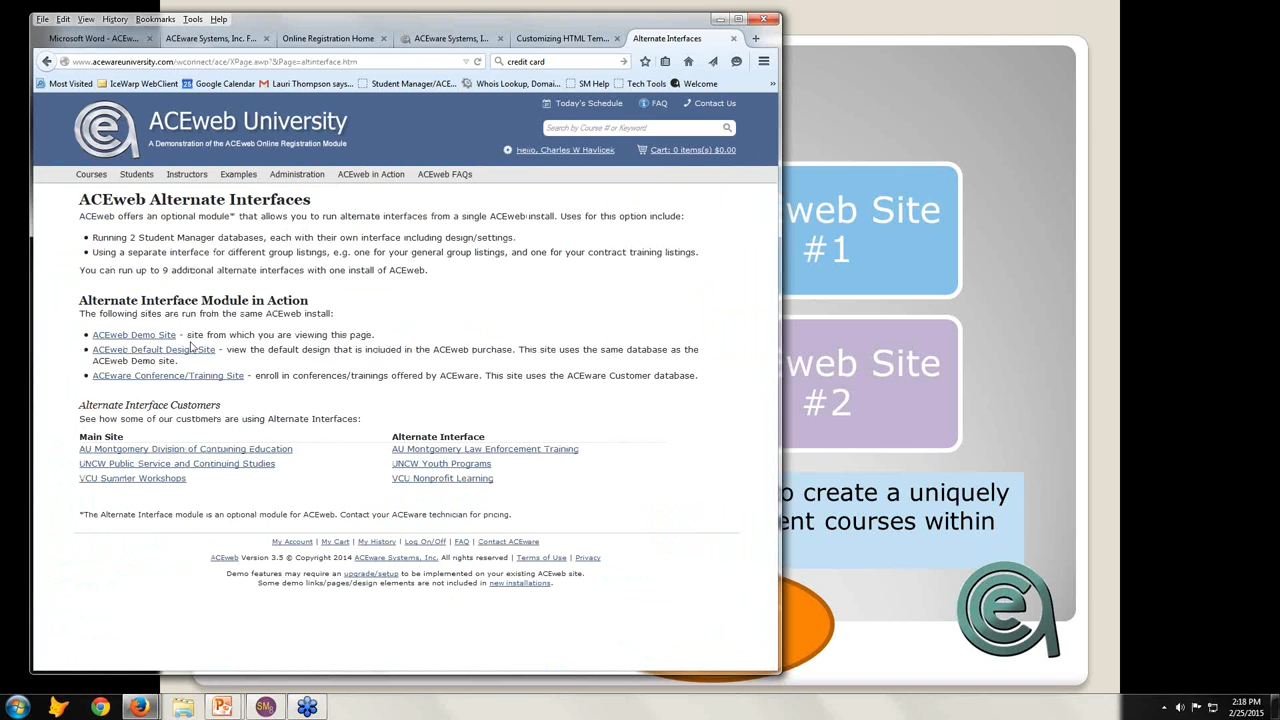 File Edit View History Bookmarks Tools Help
Microsoft Word - ACEw...
ACEware Systems, Inc. F...
Online Registration Home
ACEware Systems, I...
Customizing HTML Tem...
Alternate Interfaces
www.acewareuniversity.com/wconnect/ace/XPage.awp?&Page=altinterface.htm
credit card
Most Visited IceWarp WebClient Google Calendar Lauri Thompson says... Student Manager/ACE... Whois Lookup, Domai... SM Help Tech Tools Welcome
Today's Schedule FAQ Contact Us
ACEweb University
A Demonstration of the ACEweb Online Registration Module
Search by Course # or Keyword
hello, Charles W Havlicek Cart: 0 items(s) $0.00
Courses Students Instructors Examples Administration ACEweb in Action ACEweb FAQs
ACEweb Alternate Interfaces
ACEweb offers an optional module* that allows you to run alternate interfaces from a single ACEweb install. Uses for this option include:
• Running 2 Student Manager databases, each with their own interface including design/settings.
• Using a separate interface for different group listings, e.g. one for your general group listings, and one for your contract training listings.
You can run up to 9 additional alternate interfaces with one install of ACEweb.
Alternate Interface Module in Action
The following sites are run from the same ACEweb install:
• ACEweb Demo Site - site from which you are viewing this page.
• ACEweb Default Design Site - view the default design that is included in the ACEweb purchase. This site uses the same database as the
ACEweb Demo site.
• ACEware Conference/Training Site - enroll in conferences/trainings offered by ACEware. This site uses the ACEware Customer database.
Alternate Interface Customers
See how some of our customers are using Alternate Interfaces:
Main Site Alternate Interface
AU Montgomery Division of Continuing Education AU Montgomery Law Enforcement Training
UNCW Public Service and Continuing Studies UNCW Youth Programs
VCU Summer Workshops VCU Nonprofit Learning
*The Alternate Interface module is an optional module for ACEweb. Contact your ACEware technician for pricing.
My Account | My Cart | My History | Log On/Off | FAQ | Contact ACEware
ACEweb Version 3.5 © Copyright 2014 ACEware Systems, Inc. All rights reserved | Terms of Use | Privacy
Demo features may require an upgrade/setup to be implemented on your existing ACEweb site.
Some demo links/pages/design elements are not included in new installations.
web Site
#1
web Site
#2
o create a uniquely
ent courses within
2:18 PM
2/25/2015